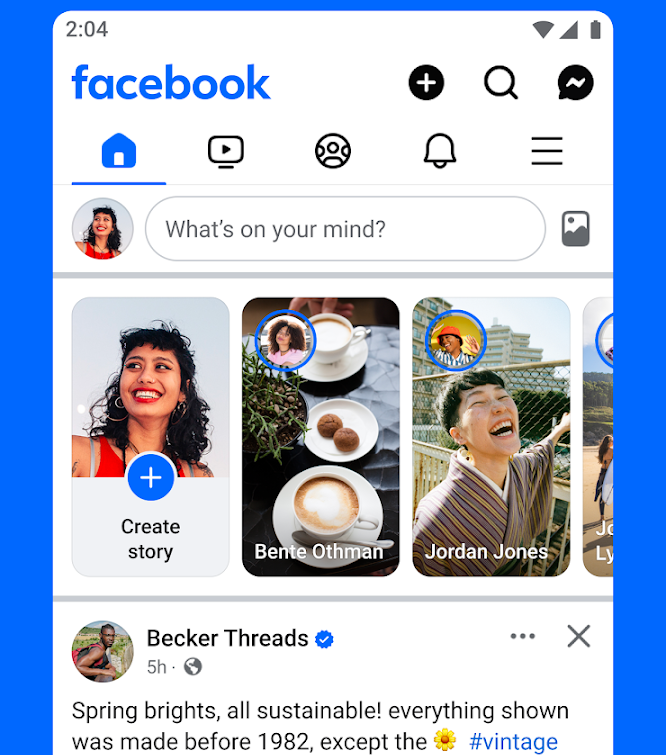 2:04
facebook
What’s on your mind?
Create
story
Bente Othman
Jordan Jones
Ly
Becker Threads
5h ·
Spring brights, all sustainable! everything shown
was made before 1982, except the 🌼 #vintage